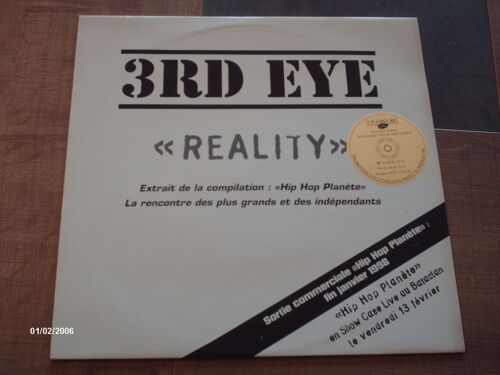 3RD EYE
«REALITY»
Extrait de la compilation : «Hip Hop Planète»
La rencontre des plus grands et des indépendants
Sortie commerciale «Hip Hop Planète» :
fin janvier 1998
«Hip Hop Planète»
en Show Case Live au Bataclan
le vendredi 13 février
01/02/2006